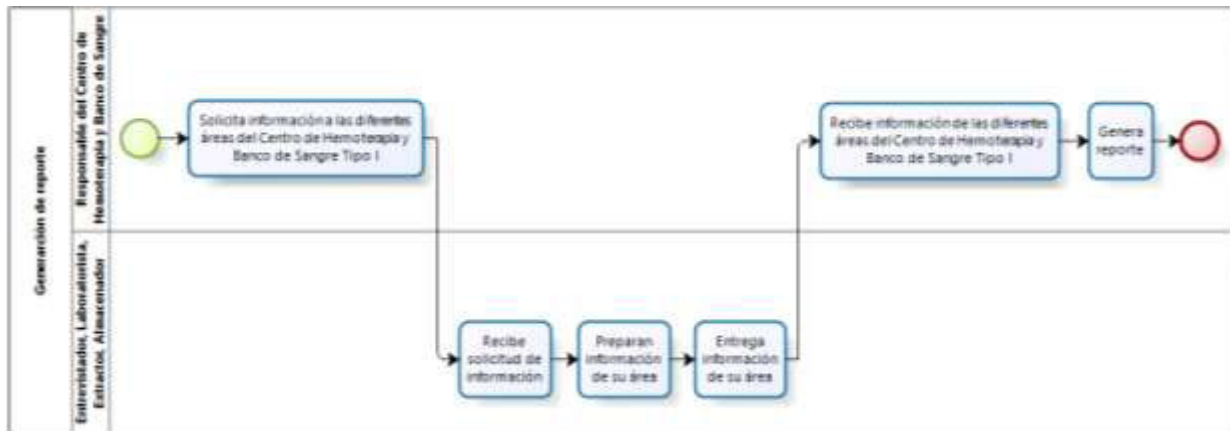 Generación de reporte
Responsable del Centro de
Hemoterapia y Banco de Sangre
Solicita información a las diferentes
áreas del Centro de Hemoterapia y
Banco de Sangre Tipo I
Recibe información de las diferentes
áreas del Centro de Hemoterapia y
Banco de Sangre Tipo I
Genera
reporte
Entrevistador, Laboratorista,
Extractor, Almacenador
Recibe
solicitud de
información
Preparan
información
de su área
Entrega
información
de su área